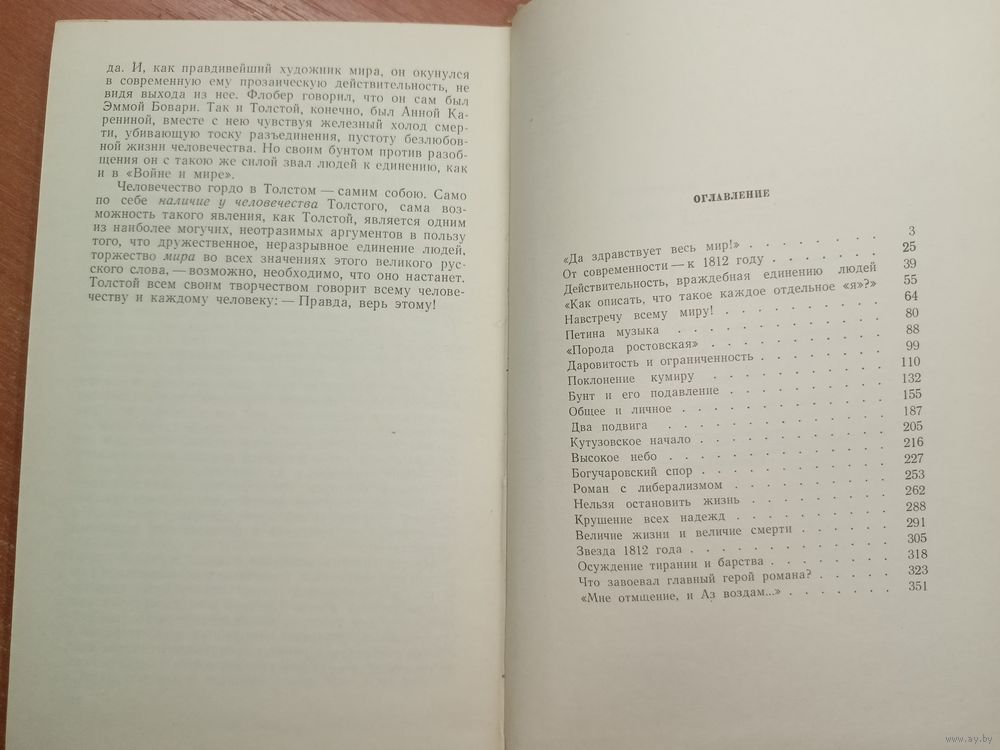 да. И, как правдивейший художник мира, он окунулся
в современную ему прозаическую действительность, не
видя выхода из нее. Флобер говорил, что он сам был
Эммой Бовари. Так и Толстой, конечно, был Анной Ка-
рениной, вместе с нею чувствуя железный холод смер-
ти, убивающую тоску разъединения, пустоту безлюбов-
ной жизни человечества. Но своим бунтом против разоб-
щения он с такою же силой звал людей к единению, как
и в «Войне и мире».
Человечество гордо в Толстом — самим собою. Само
по себе наличие у человечества Толстого, сама воз-
можность такого явления, как Толстой, является одним
из наиболее могучих, неотразимых аргументов в пользу
того, что дружественное, неразрывное единение людей,
торжество мира во всех значениях этого великого рус-
ского слова, — возможно, необходимо, что оно настанет.
Толстой всем своим творчеством говорит всему челове-
честву и каждому человеку: — Правда, верь этому!
ОГЛАВЛЕНИЕ
«Да здравствует весь мир!» . . . . . . . . 3
От современности — к 1812 году . . . . . . . 25
Действительность, враждебная единению людей 39
«Как описать, что такое каждое отдельное «я»?» 55
Навстречу всему миру! . . . . . . . . . 64
Петина музыка . . . . . . . . . . . 80
«Порода ростовская» . . . . . . . . . . 88
Даровитость и ограниченность . . . . . . . 99
Поклонение кумиру . . . . . . . . . . 110
Бунт и его подавление . . . . . . . . . 132
Общее и личное . . . . . . . . . . . 155
Два подвига . . . . . . . . . . . . 187
Кутузовское начало . . . . . . . . . . 205
Высокое небо . . . . . . . . . . . . 216
Богучаровский спор . . . . . . . . . . 227
Роман с либерализмом . . . . . . . . . 253
Нельзя остановить жизнь . . . . . . . . 262
Крушение всех надежд . . . . . . . . . 288
Величие жизни и величие смерти . . . . . . 291
Звезда 1812 года . . . . . . . . . . . 305
Осуждение тирании и барства . . . . . . . 318
Что завоевал главный герой романа? . . . . . 323
«Мне отмщение, и Аз воздам...» . . . . . . . 351
www.ay.by